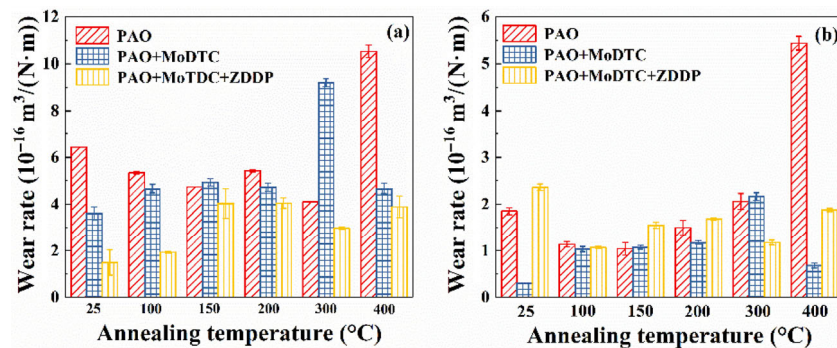 12
10
8
6
4
2
0
Wear rate (10⁻¹⁶ m³/(N·m))
PAO
PAO+MoDTC
PAO+MoTDC+ZDDP
(a)
25 100 150 200 300 400
Annealing temperature (°C)
6
5
4
3
2
1
0
Wear rate (10⁻¹⁶ m³/(N·m))
PAO
PAO+MoDTC
PAO+MoDTC+ZDDP
(b)
25 100 150 200 300 400
Annealing temperature (°C)